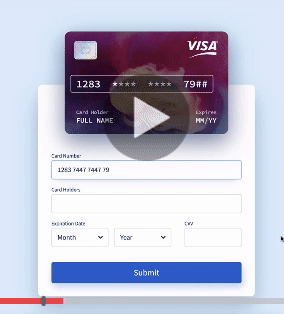 VISA
1283 **** **** 79##
Card Holder Expires
FULL NAME MM/YY
Card Number
1283 7447 7447 79
Card Holders
Expiration Date CVV
Month Year
Submit